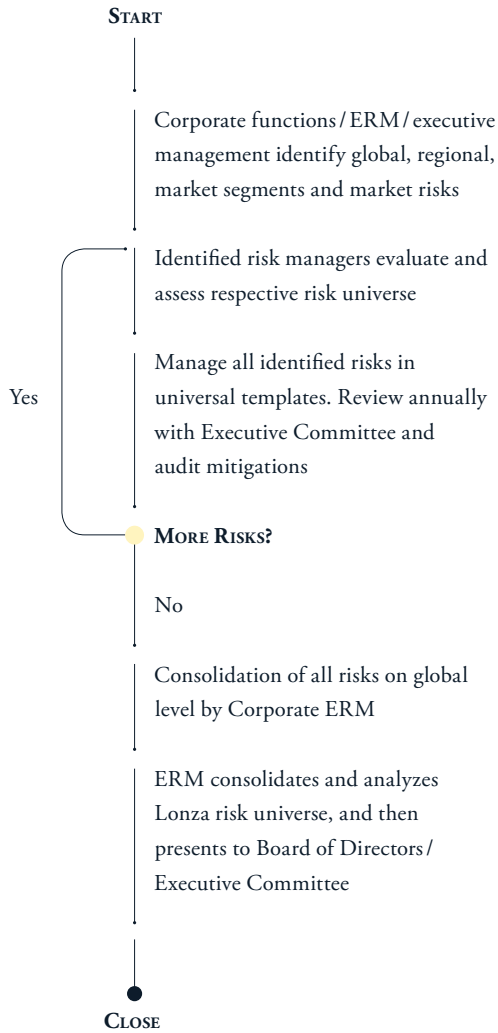 Start
Corporate functions / ERM / executive
management identify global, regional,
market segments and market risks
Identified risk managers evaluate and
assess respective risk universe
Manage all identified risks in
Yes
universal templates. Review annually
with Executive Committee and
audit mitigations
More Risks?
No
Consolidation of all risks on global
level by Corporate ERM
ERM consolidates and analyzes
Lonza risk universe, and then
presents to Board of Directors /
Executive Committee
Close